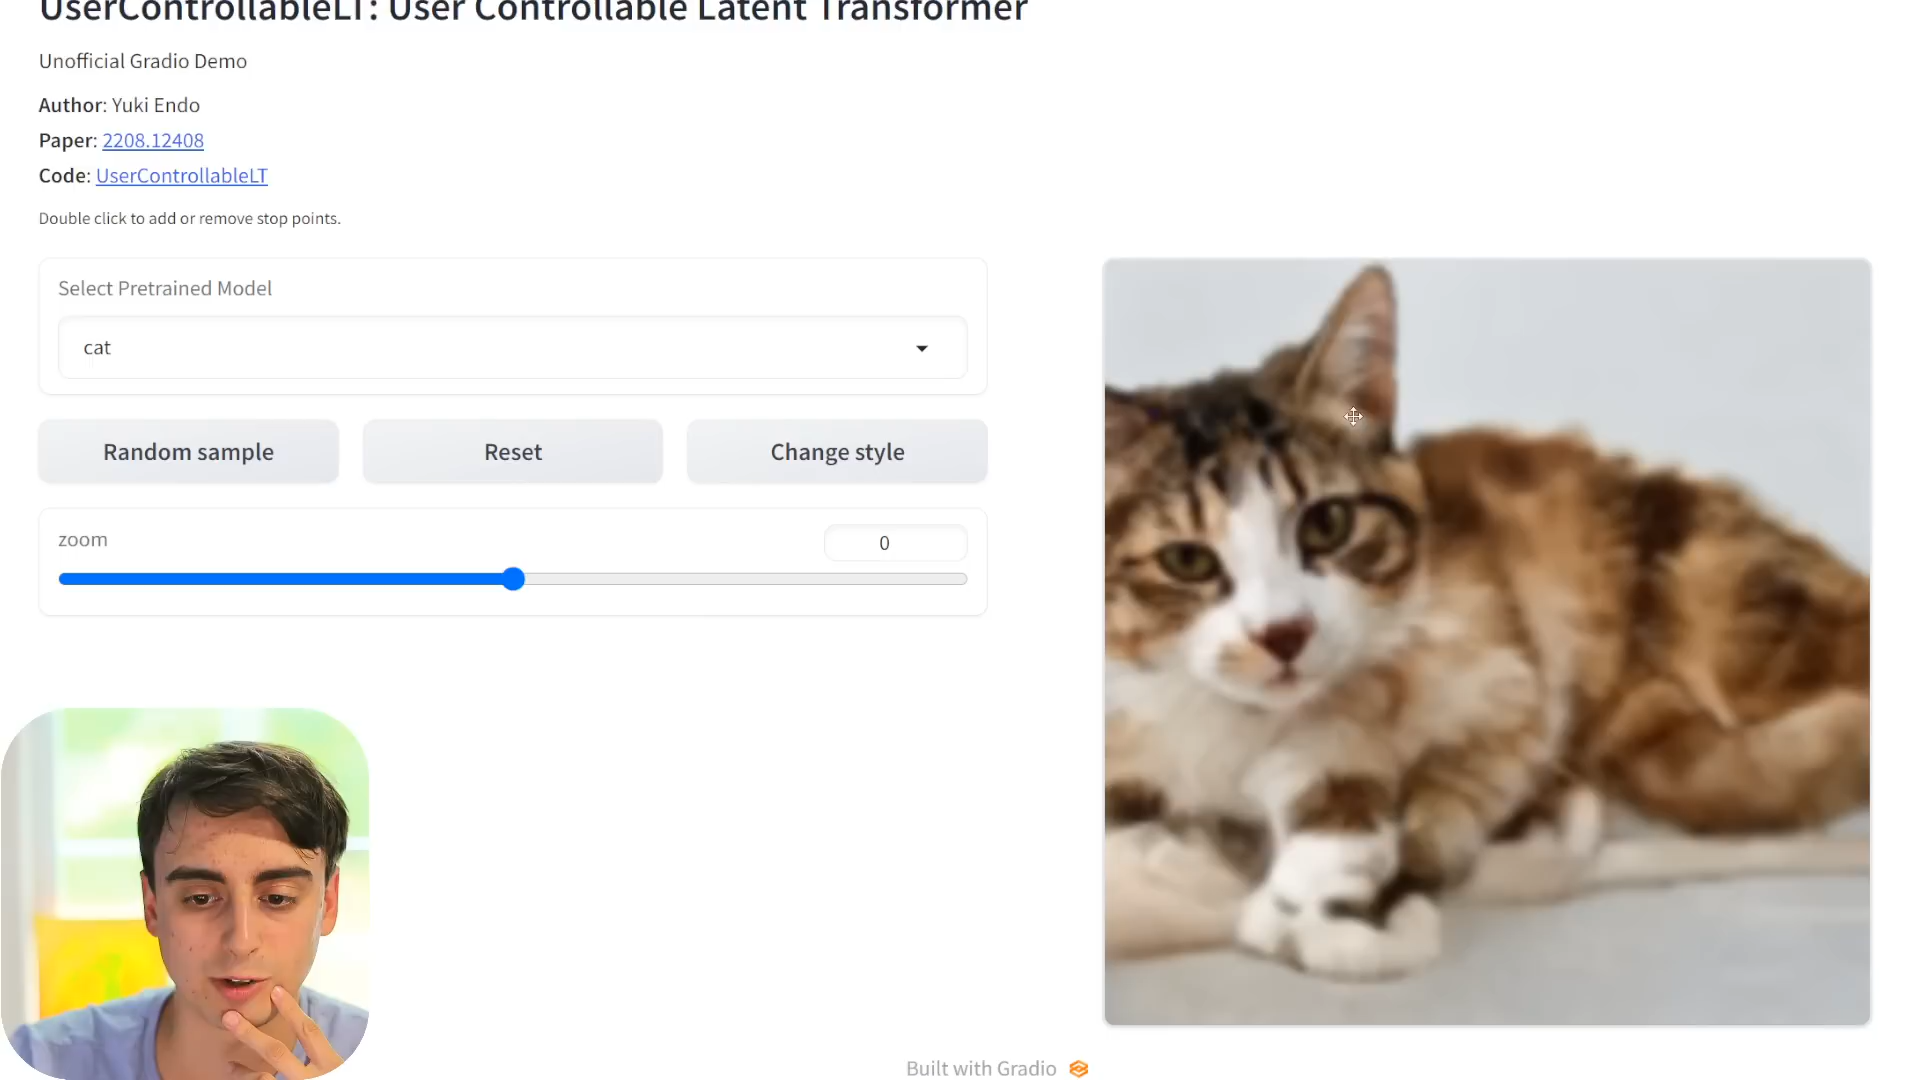 UserControllableLT: User Controllable Latent Transformer
Unofficial Gradio Demo
Author: Yuki Endo
Paper: 2208.12408
Code: UserControllableLT
Double click to add or remove stop points.
Select Pretrained Model
cat
Random sample
Reset
Change style
zoom
0
Built with Gradio